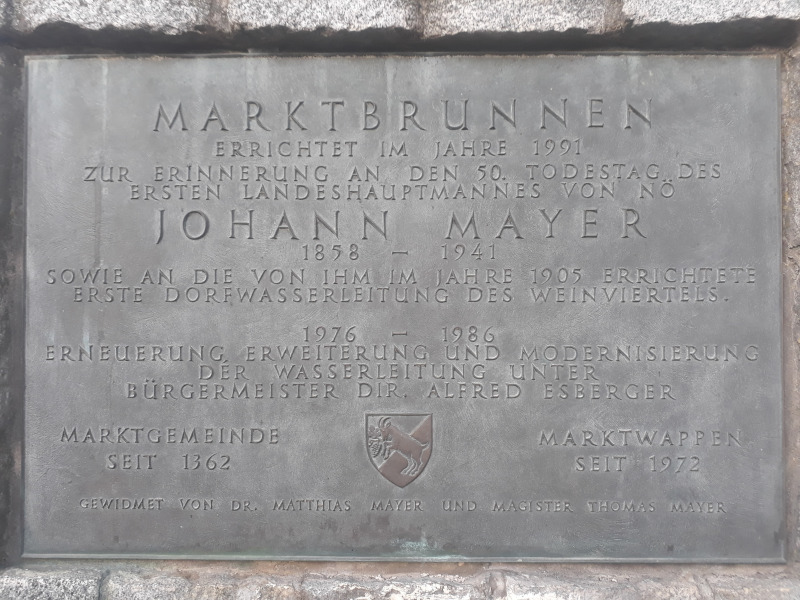 MARKTBRUNNEN
ERRICHTET IM JAHRE 1991
ZUR ERINNERUNG AN DEN 50. TODESTAG DES
ERSTEN LANDESHAUPTMANNES VON NÖ
JOHANN MAYER
1858 – 1941
SOWIE AN DIE VON IHM IM JAHRE 1905 ERRICHTETE
ERSTE DORFWASSERLEITUNG DES WEINVIERTELS.
1976 – 1986
ERNEUERUNG, ERWEITERUNG UND MODERNISIERUNG
DER WASSERLEITUNG UNTER
BÜRGERMEISTER DIR. ALFRED ESBERGER
MARKTGEMEINDE
SEIT 1362
MARKTWAPPEN
SEIT 1972
GEWIDMET VON DR. MATTHIAS MAYER UND MAGISTER THOMAS MAYER